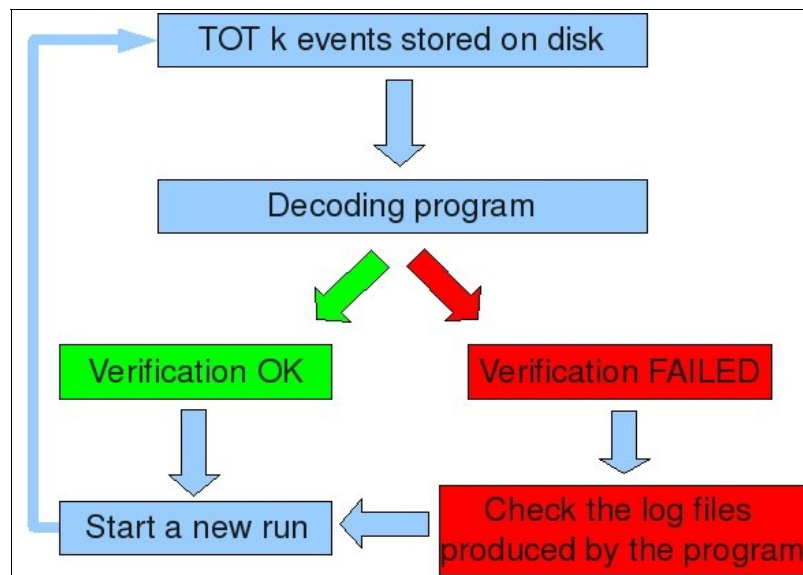 TOT k events stored on disk
Decoding program
Verification OK
Verification FAILED
Start a new run
Check the log files
produced by the program